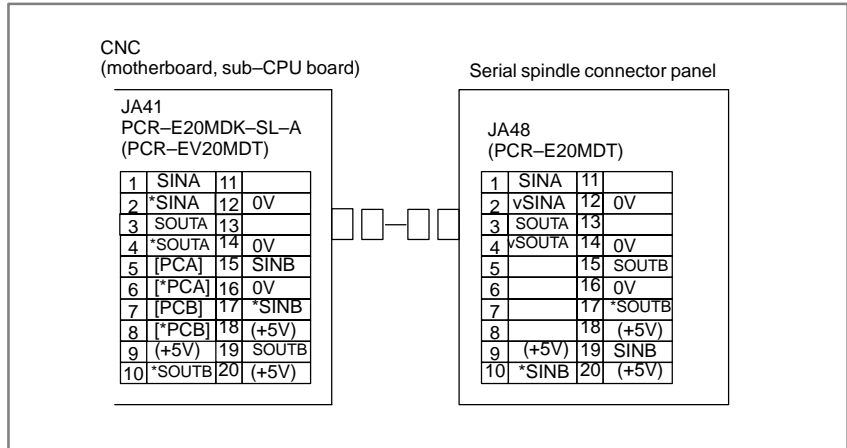 CNC
(motherboard, sub–CPU board)
Serial spindle connector panel
JA41
PCR–E20MDK–SL–A
(PCR–EV20MDT)
1 SINA 11
2 *SINA 12 0V
3 SOUTA 13
4 *SOUTA 14 0V
5 [PCA] 15 SINB
6 [*PCA] 16 0V
7 [PCB] 17 *SINB
8 [*PCB] 18 (+5V)
9 (+5V) 19 SOUTB
10 *SOUTB 20 (+5V)
JA48
(PCR–E20MDT)
1 SINA 11
2 vSINA 12 0V
3 SOUTA 13
4 vSOUTA 14 0V
5 15 SOUTB
6 16 0V
7 17 *SOUTB
8 18 (+5V)
9 (+5V) 19 SINB
10 *SINB 20 (+5V)